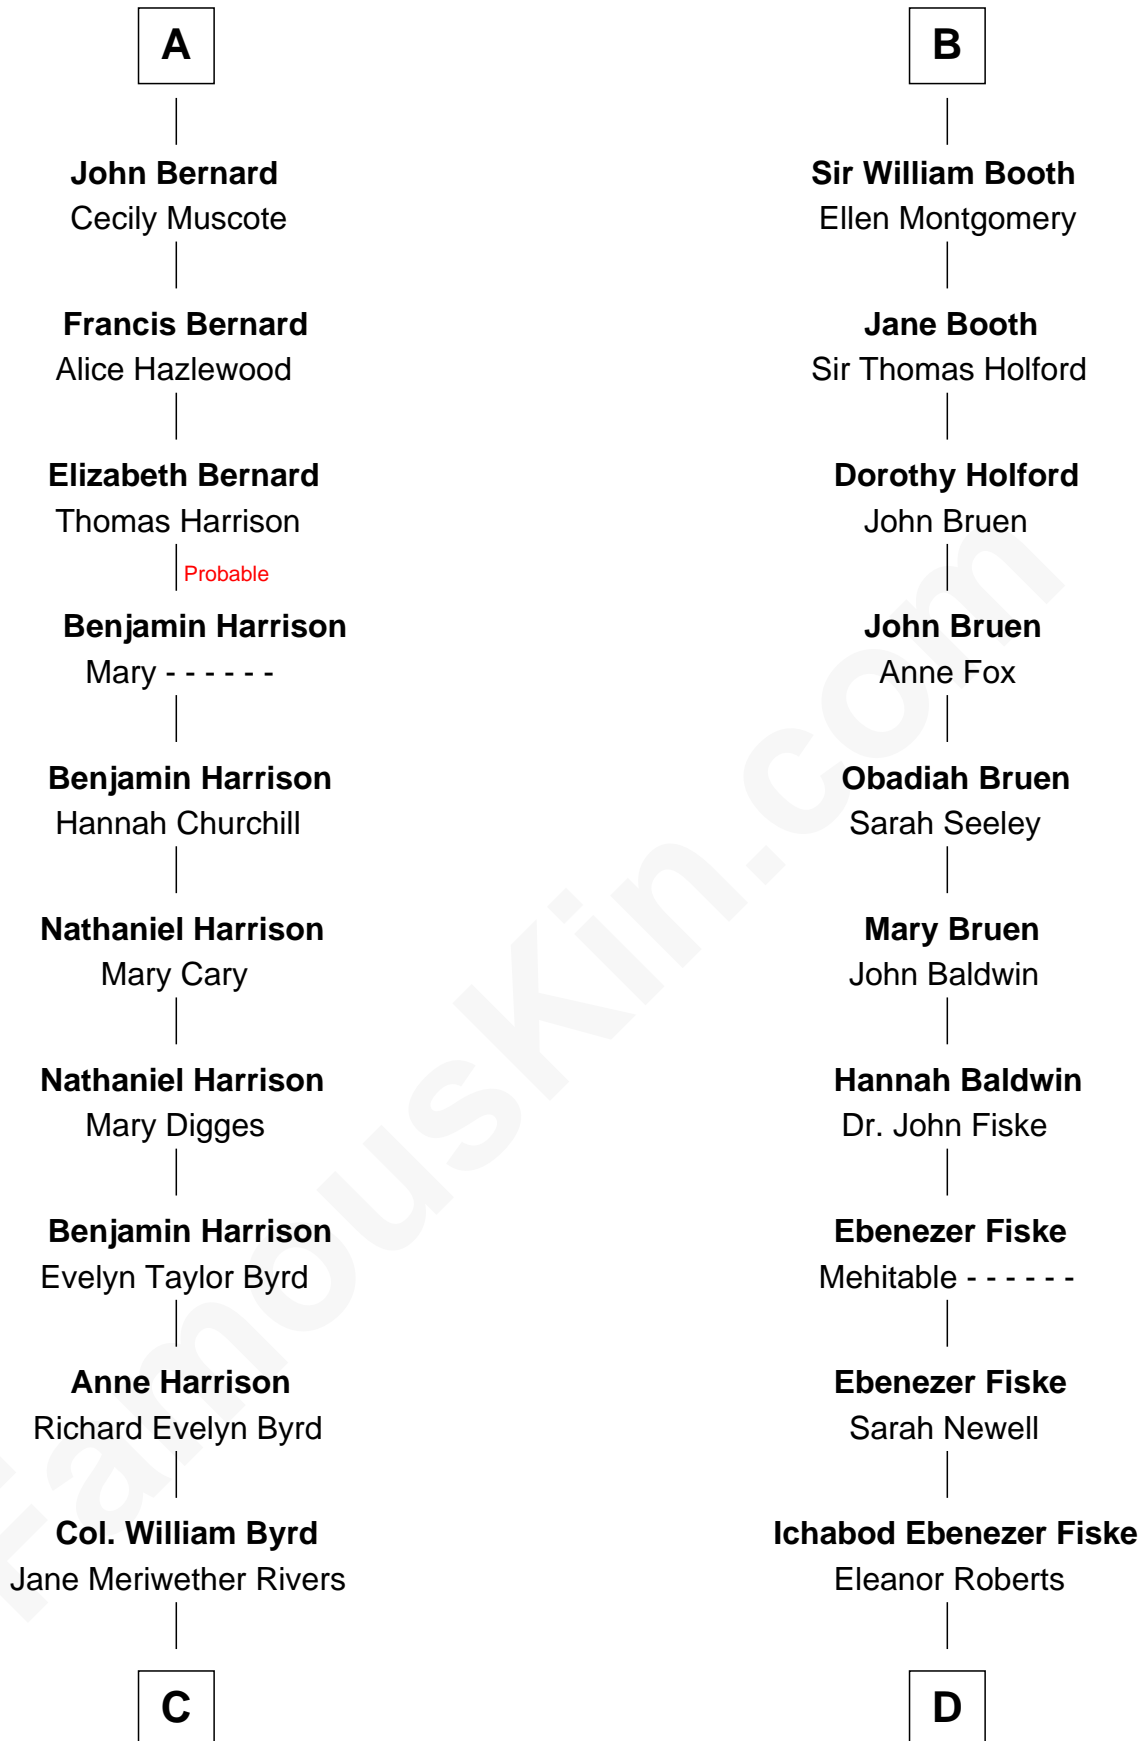 A
John Bernard
Cecily Muscote
Francis Bernard
Alice Hazlewood
Elizabeth Bernard
Thomas Harrison
Probable
Benjamin Harrison
Mary - - - - - -
Benjamin Harrison
Hannah Churchill
Nathaniel Harrison
Mary Cary
Nathaniel Harrison
Mary Digges
Benjamin Harrison
Evelyn Taylor Byrd
Anne Harrison
Richard Evelyn Byrd
Col. William Byrd
Jane Meriwether Rivers
C
B
Sir William Booth
Ellen Montgomery
Jane Booth
Sir Thomas Holford
Dorothy Holford
John Bruen
John Bruen
Anne Fox
Obadiah Bruen
Sarah Seeley
Mary Bruen
John Baldwin
Hannah Baldwin
Dr. John Fiske
Ebenezer Fiske
Mehitable - - - - - -
Ebenezer Fiske
Sarah Newell
Ichabod Ebenezer Fiske
Eleanor Roberts
D
FamousKin.com